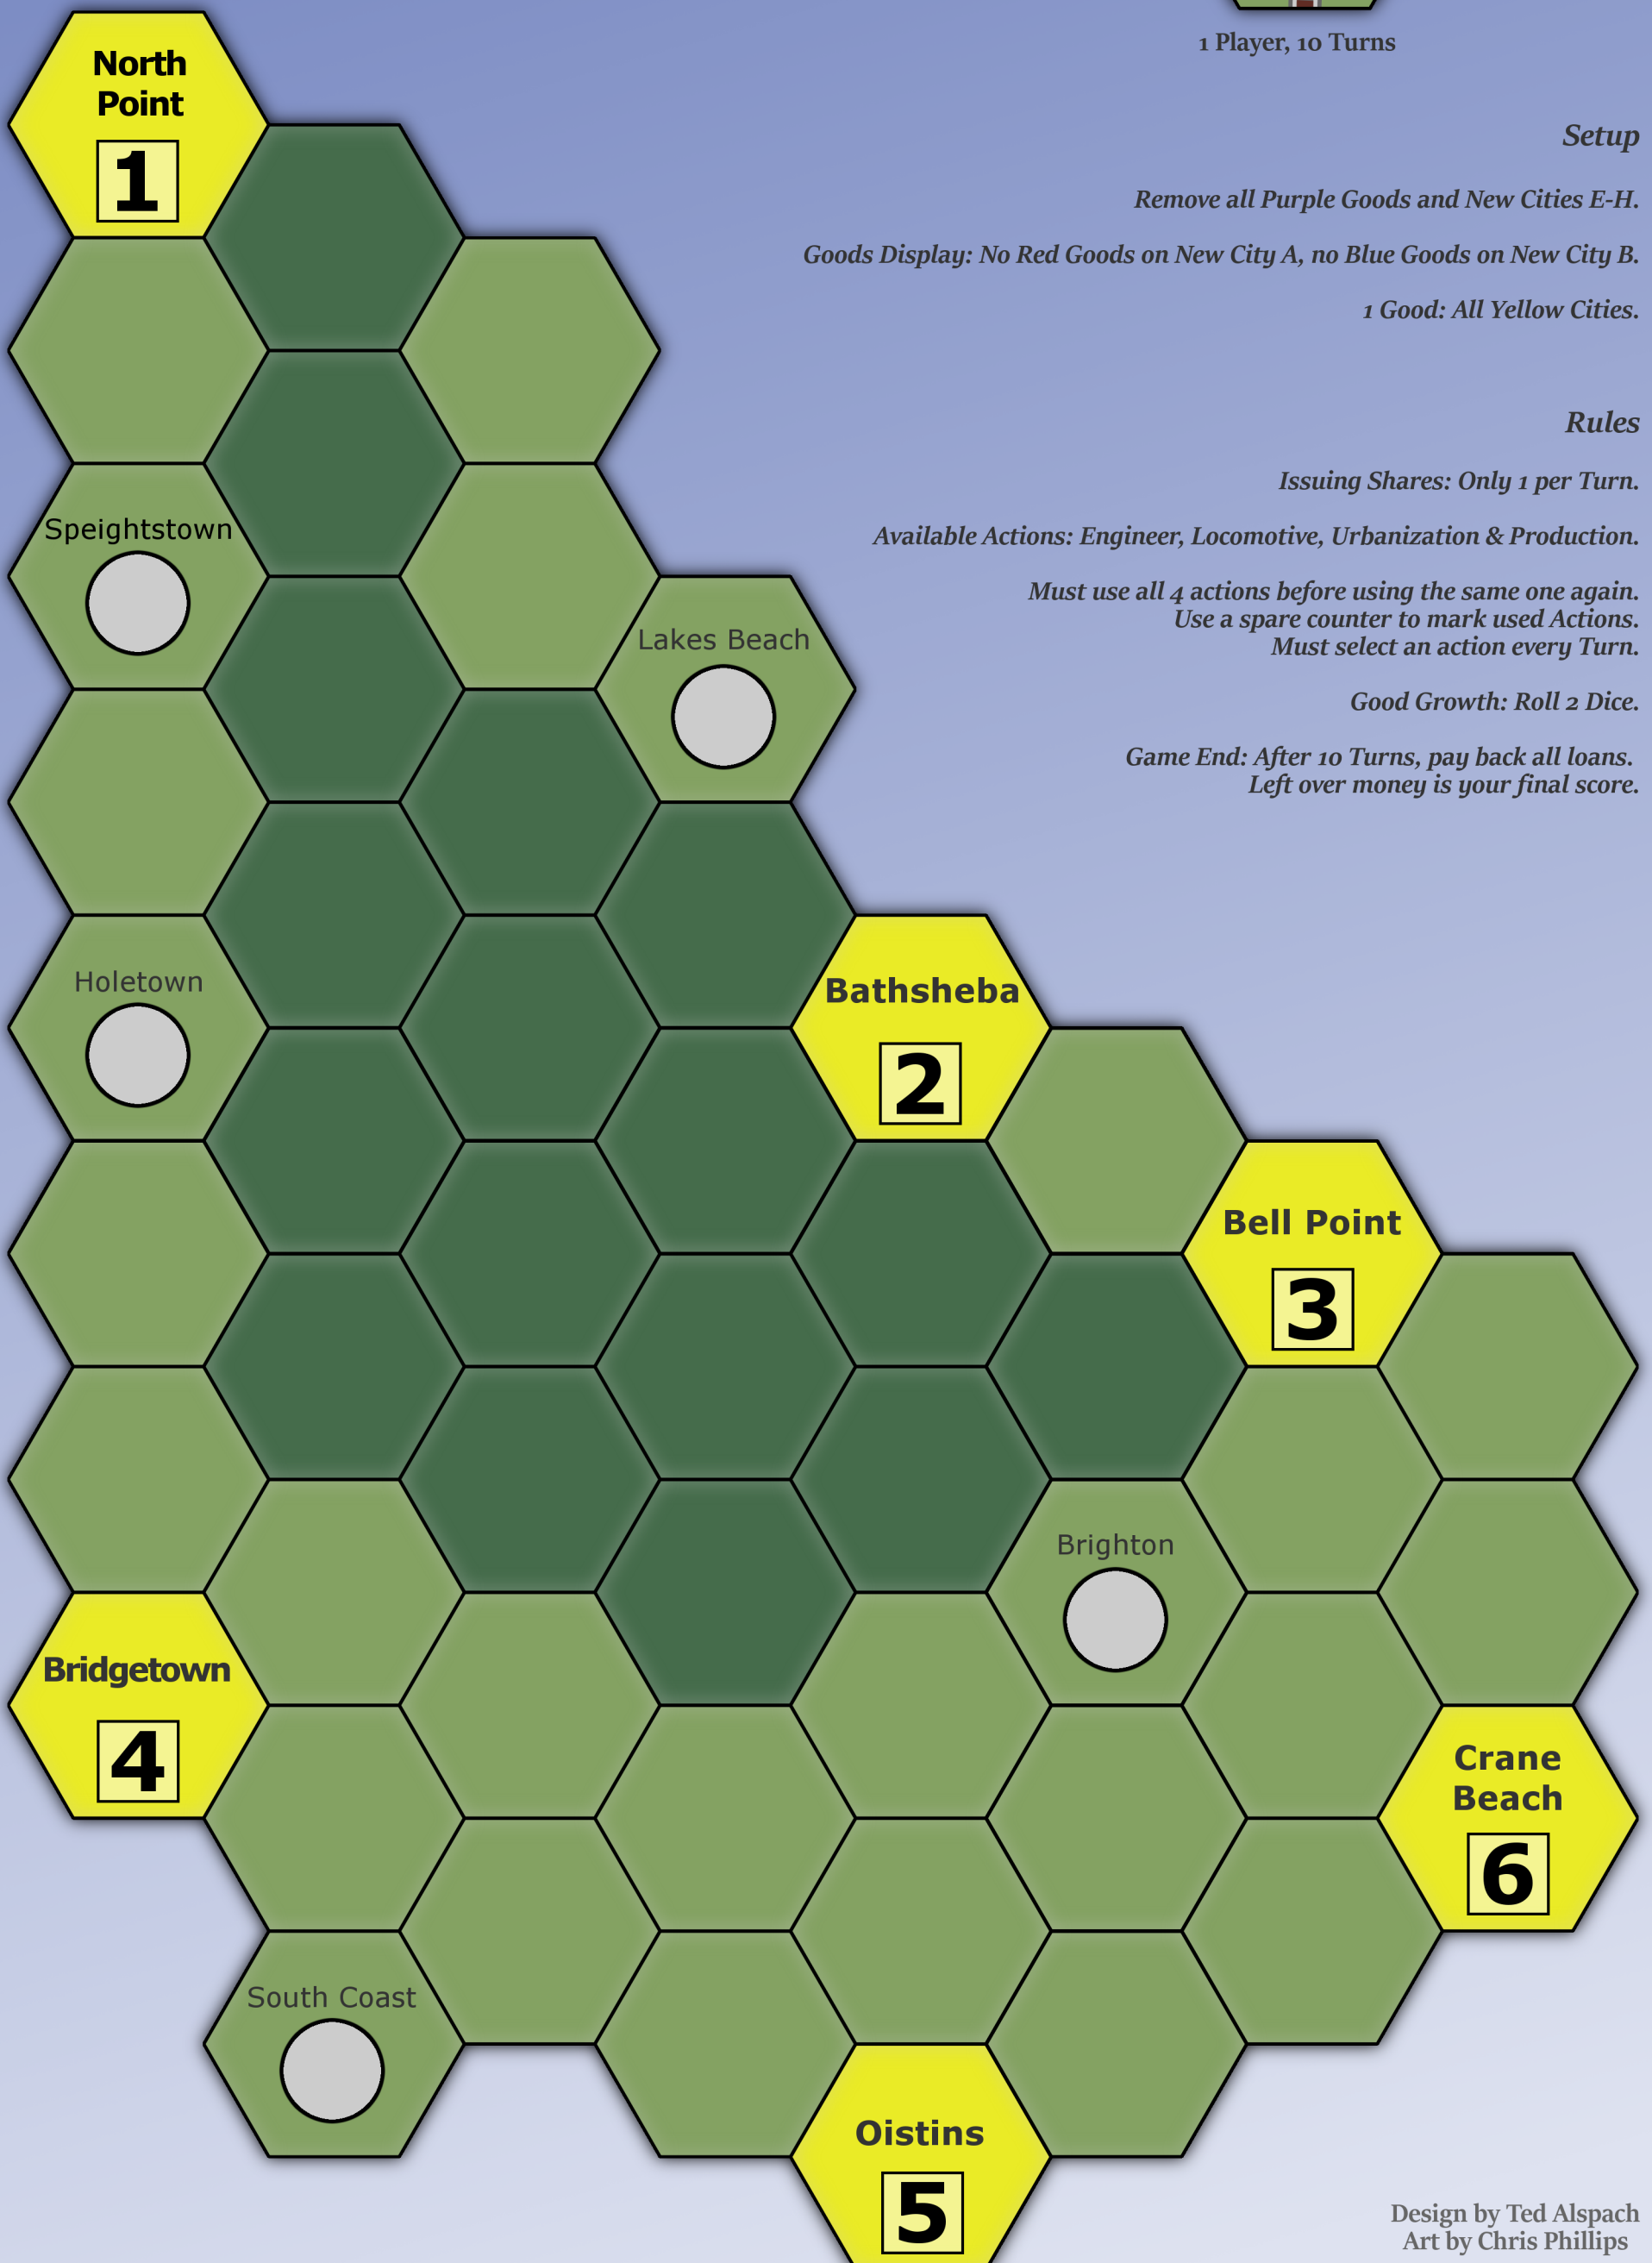 1 Player, 10 Turns
Setup
Remove all Purple Goods and New Cities E-H.
Goods Display: No Red Goods on New City A, no Blue Goods on New City B.
1 Good: All Yellow Cities.
Rules
Issuing Shares: Only 1 per Turn.
Available Actions: Engineer, Locomotive, Urbanization & Production.
Must use all 4 actions before using the same one again.
Use a spare counter to mark used Actions.
Must select an action every Turn.
Good Growth: Roll 2 Dice.
Game End: After 10 Turns, pay back all loans.
Left over money is your final score.
North
Point
1
Speightstown
Lakes Beach
Holetown
Bathsheba
2
Bell Point
3
Brighton
Bridgetown
4
Crane
Beach
6
South Coast
Oistins
5
Design by Ted Alspach
Art by Chris Phillips